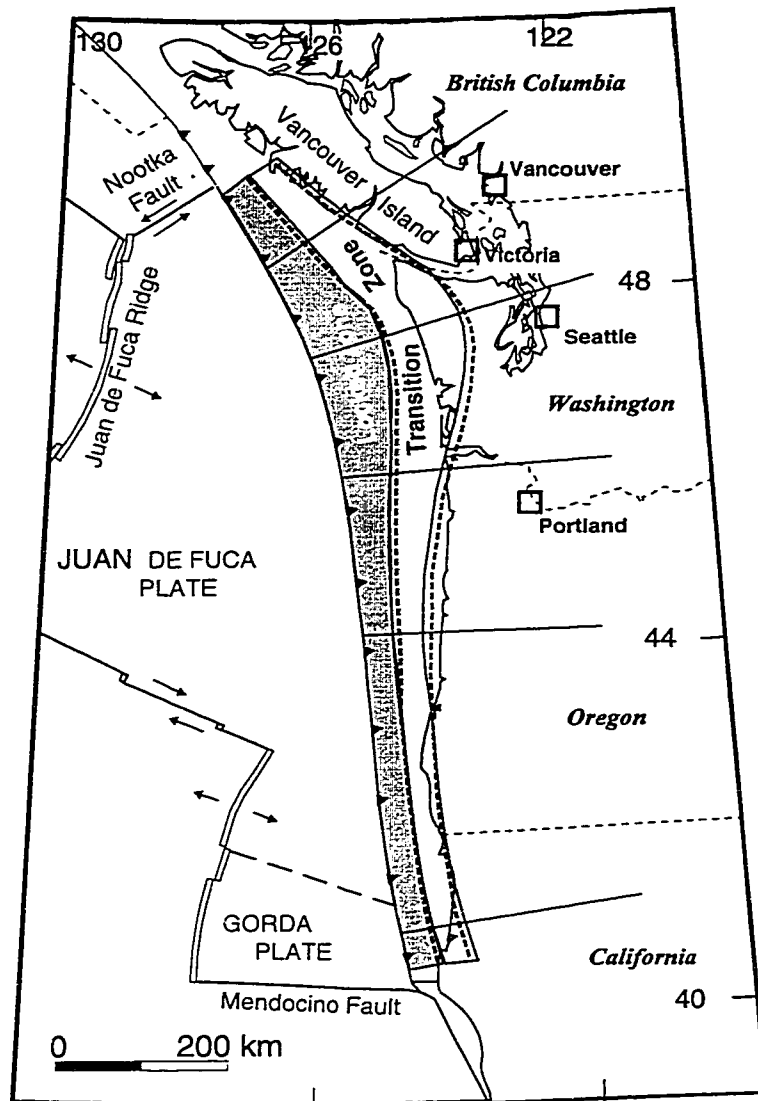 130
126
122
British Columbia
Vancouver
Vancouver
Island
Nootka
Fault
Victoria
Zone
48
Juan de Fuca Ridge
Seattle
Transition
Washington
Portland
JUAN DE FUCA
PLATE
44
Oregon
GORDA
PLATE
California
Mendocino Fault
40
0 200 km